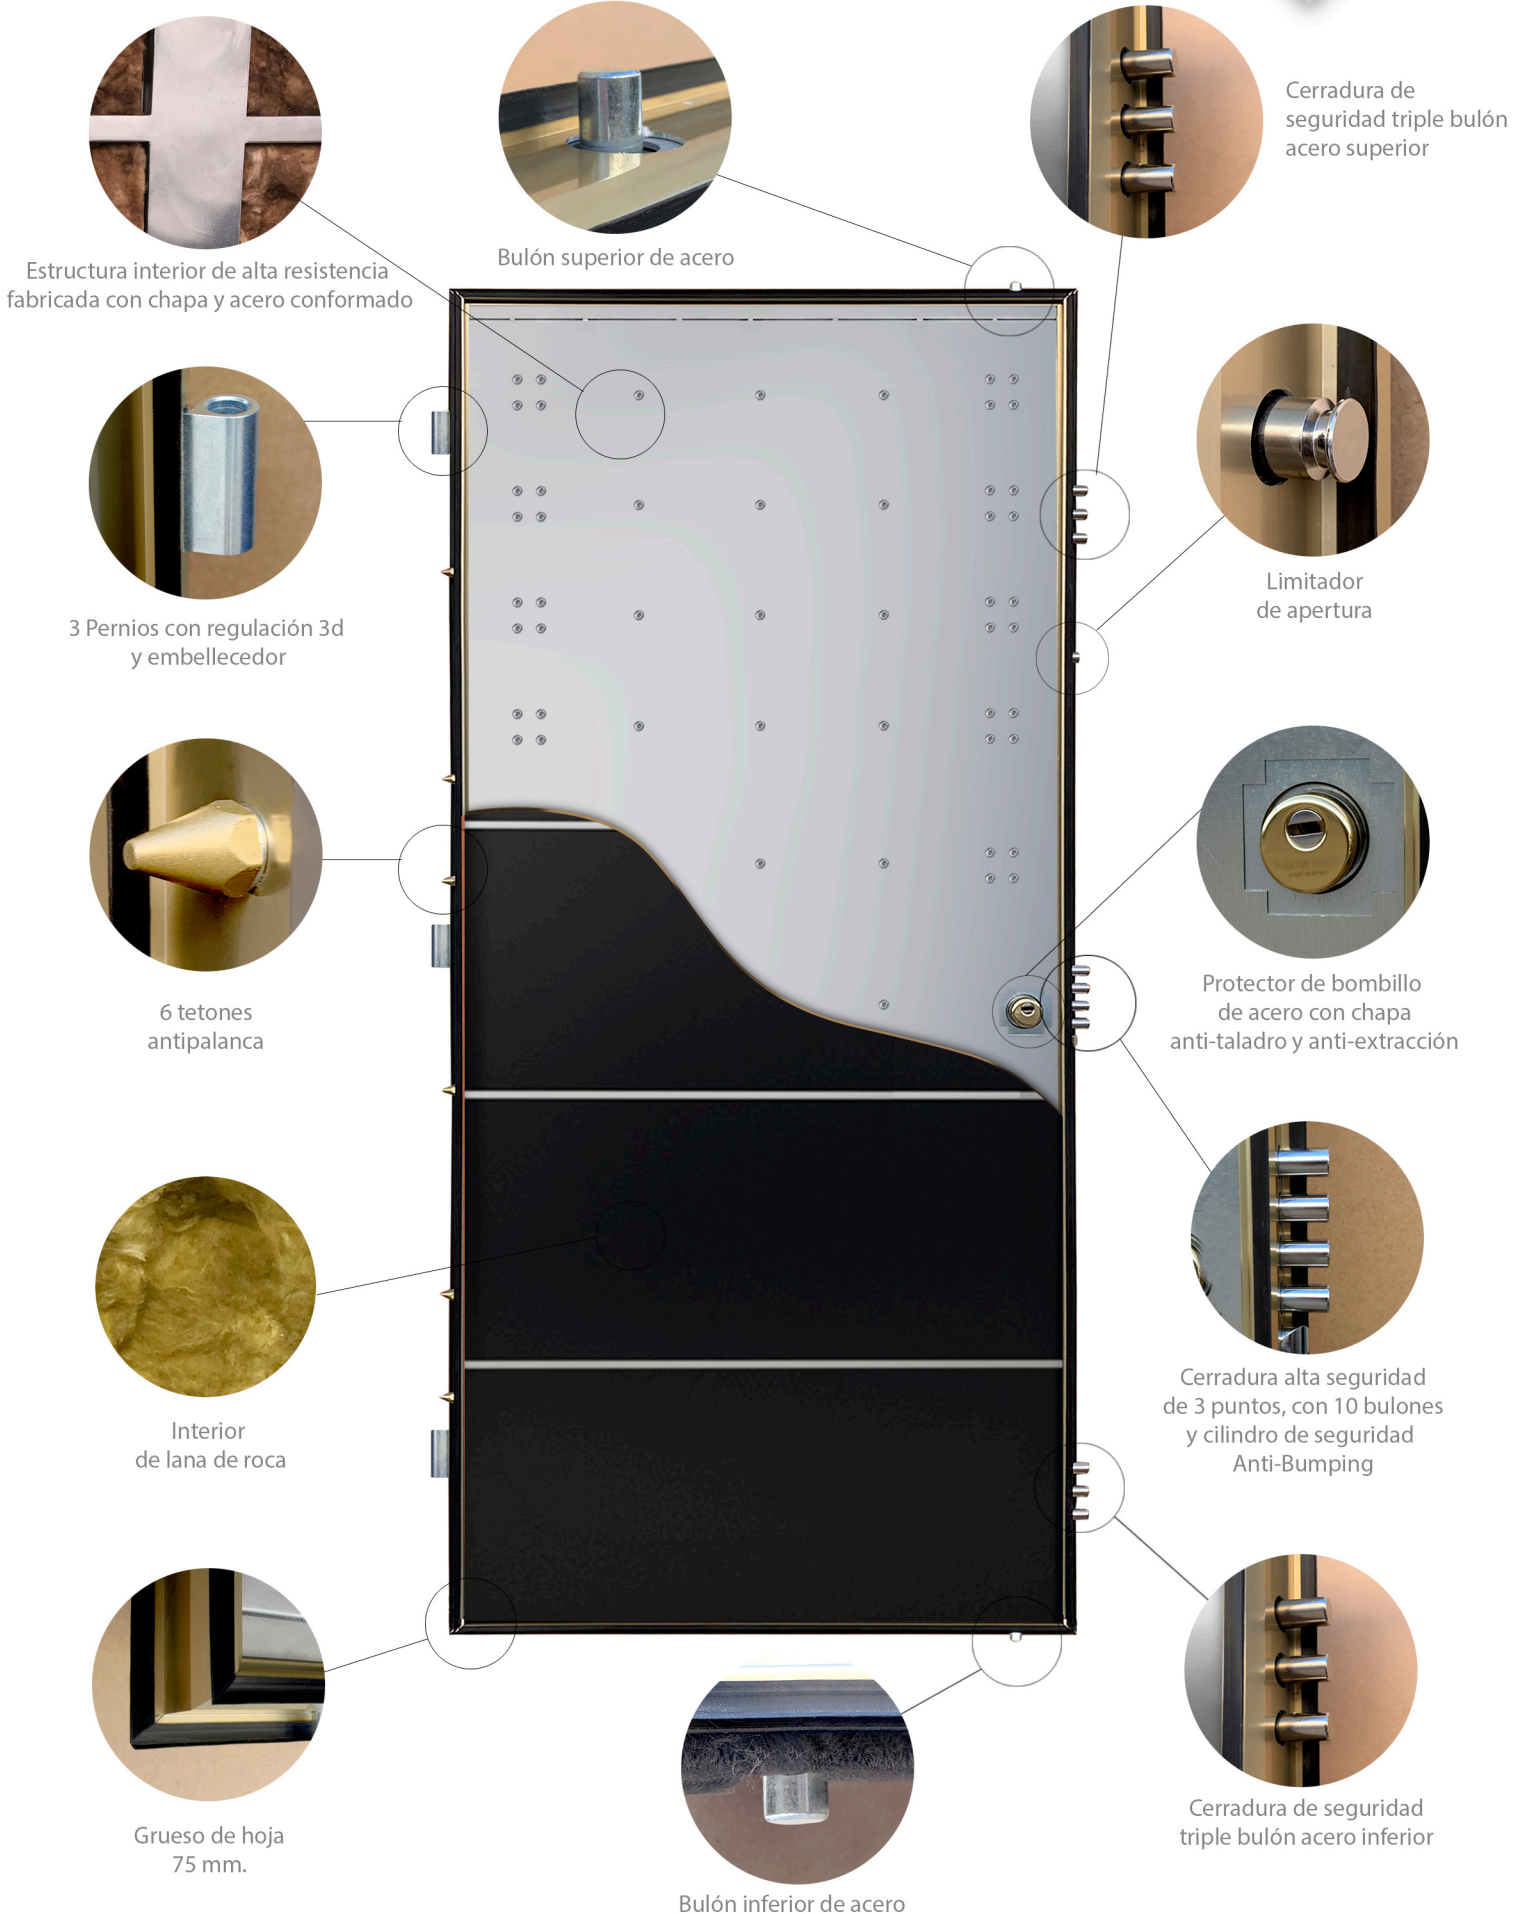 Cerradura de
seguridad triple bulón
acero superior
Bulón superior de acero
Estructura interior de alta resistencia
fabricada con chapa y acero conformado
Limitador
de apertura
3 Pernios con regulación 3d
y embellecedor
Protector de bombillo
de acero con chapa
anti-taladro y anti-extracción
6 tetones
antipalanca
Cerradura alta seguridad
de 3 puntos, con 10 bulones
y cilindro de seguridad
Anti-Bumping
Interior
de lana de roca
Cerradura de seguridad
triple bulón acero inferior
Grueso de hoja
75 mm.
Bulón inferior de acero